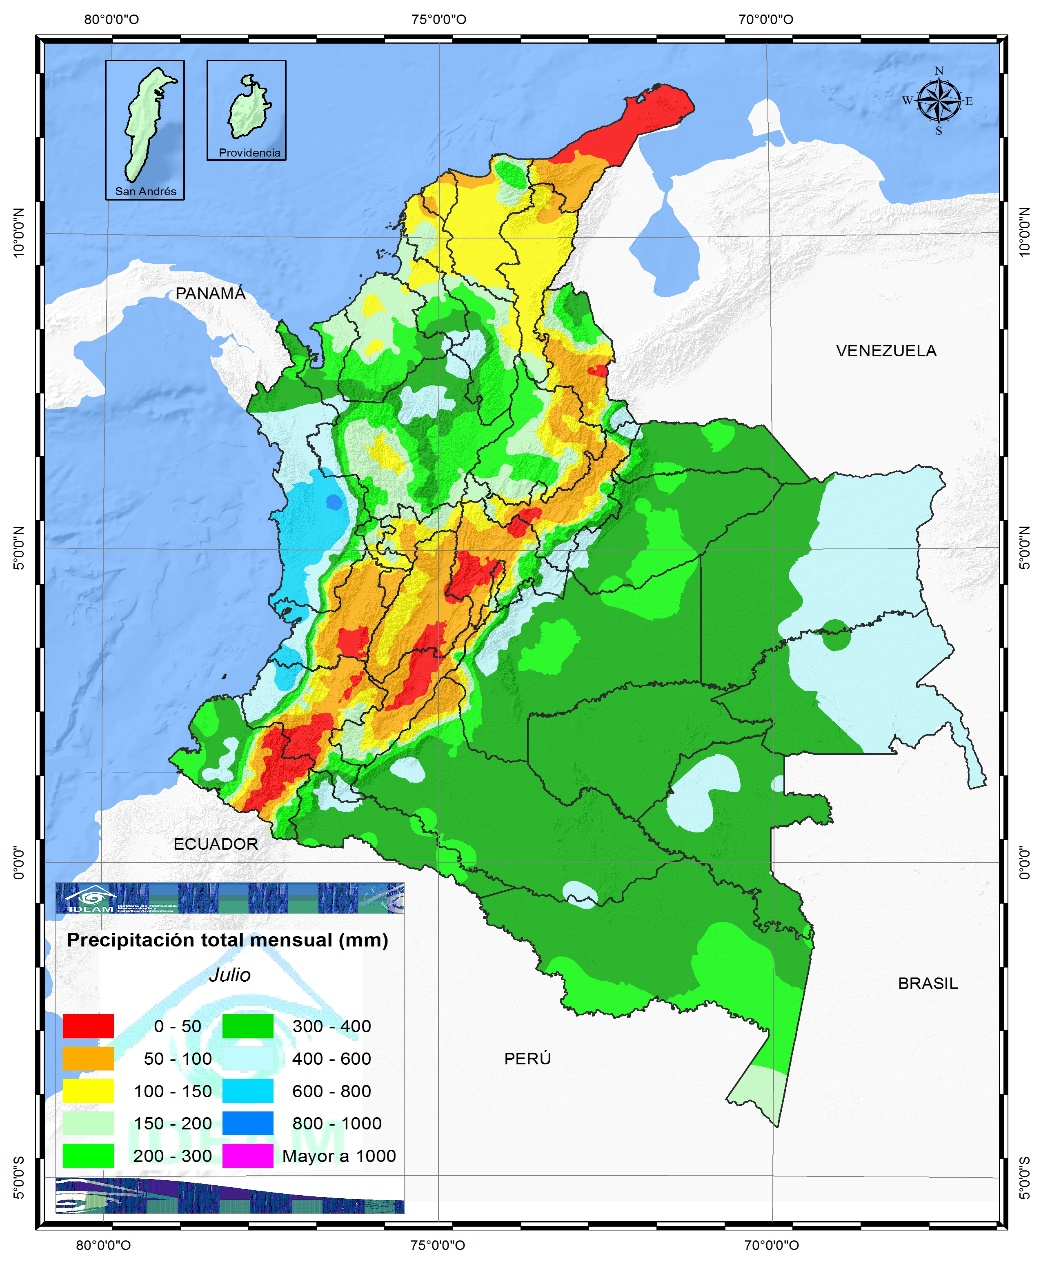 80°0'0"O 75°0'0"O 70°0'0"O
N
W E
S
San Andrés
Providencia
10°0'0"N 10°0'0"N
PANAMÁ
VENEZUELA
5°0'0"N 5°0'0"N
ECUADOR
0°0'0" 0°0'0"
IDEAM
Precipitación total mensual (mm)
Julio
BRASIL
0 - 50 300 - 400
50 - 100 400 - 600
100 - 150 600 - 800
150 - 200 800 - 1000
200 - 300 Mayor a 1000
IDEAM
PERÚ
5°0'0"S 5°0'0"S
80°0'0"O 75°0'0"O 70°0'0"O